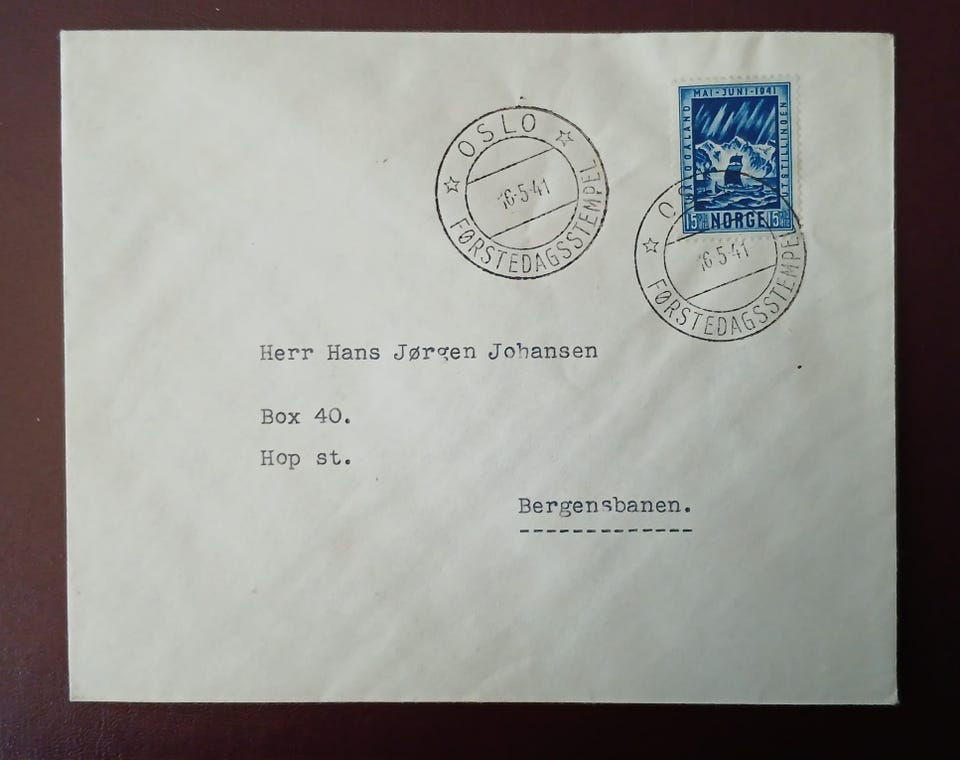 OSLO
16-5-41
FØRSTEDAGSSTEMPEL
MAI-JUNI-1941
HÅLOGALAND
UTSTILLINGEN
15 NORGE 15
16-5-41
FØRSTEDAGSSTEMPEL
Herr Hans Jørgen Johansen
Box 40.
Hop st.
Bergensbanen.